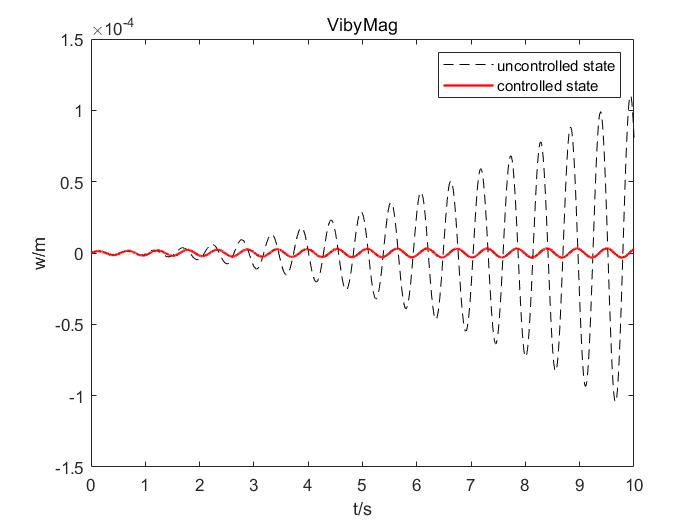 VibyMag
×10-4
1.5
1
0.5
0
-0.5
-1
-1.5
w/m
uncontrolled state
controlled state
0 1 2 3 4 5 6 7 8 9 10
t/s